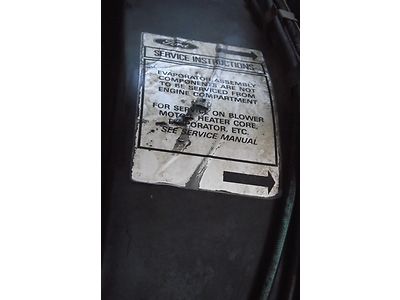 Ford
SERVICE INSTRUCTIONS
EVAPORATOR ASSEMBLY
COMPONENTS ARE NOT
TO BE SERVICED FROM
ENGINE COMPARTMENT
FOR SERVICE ON BLOWER
MOTOR, HEATER CORE,
EVAPORATOR, ETC.
SEE SERVICE MANUAL